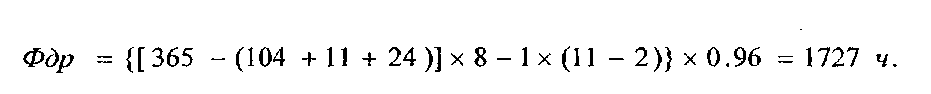 Фдр = {[ 365 − (104 + 11 + 24 )] × 8 − 1 × (11 − 2 )} × 0.96 = 1727 ч.